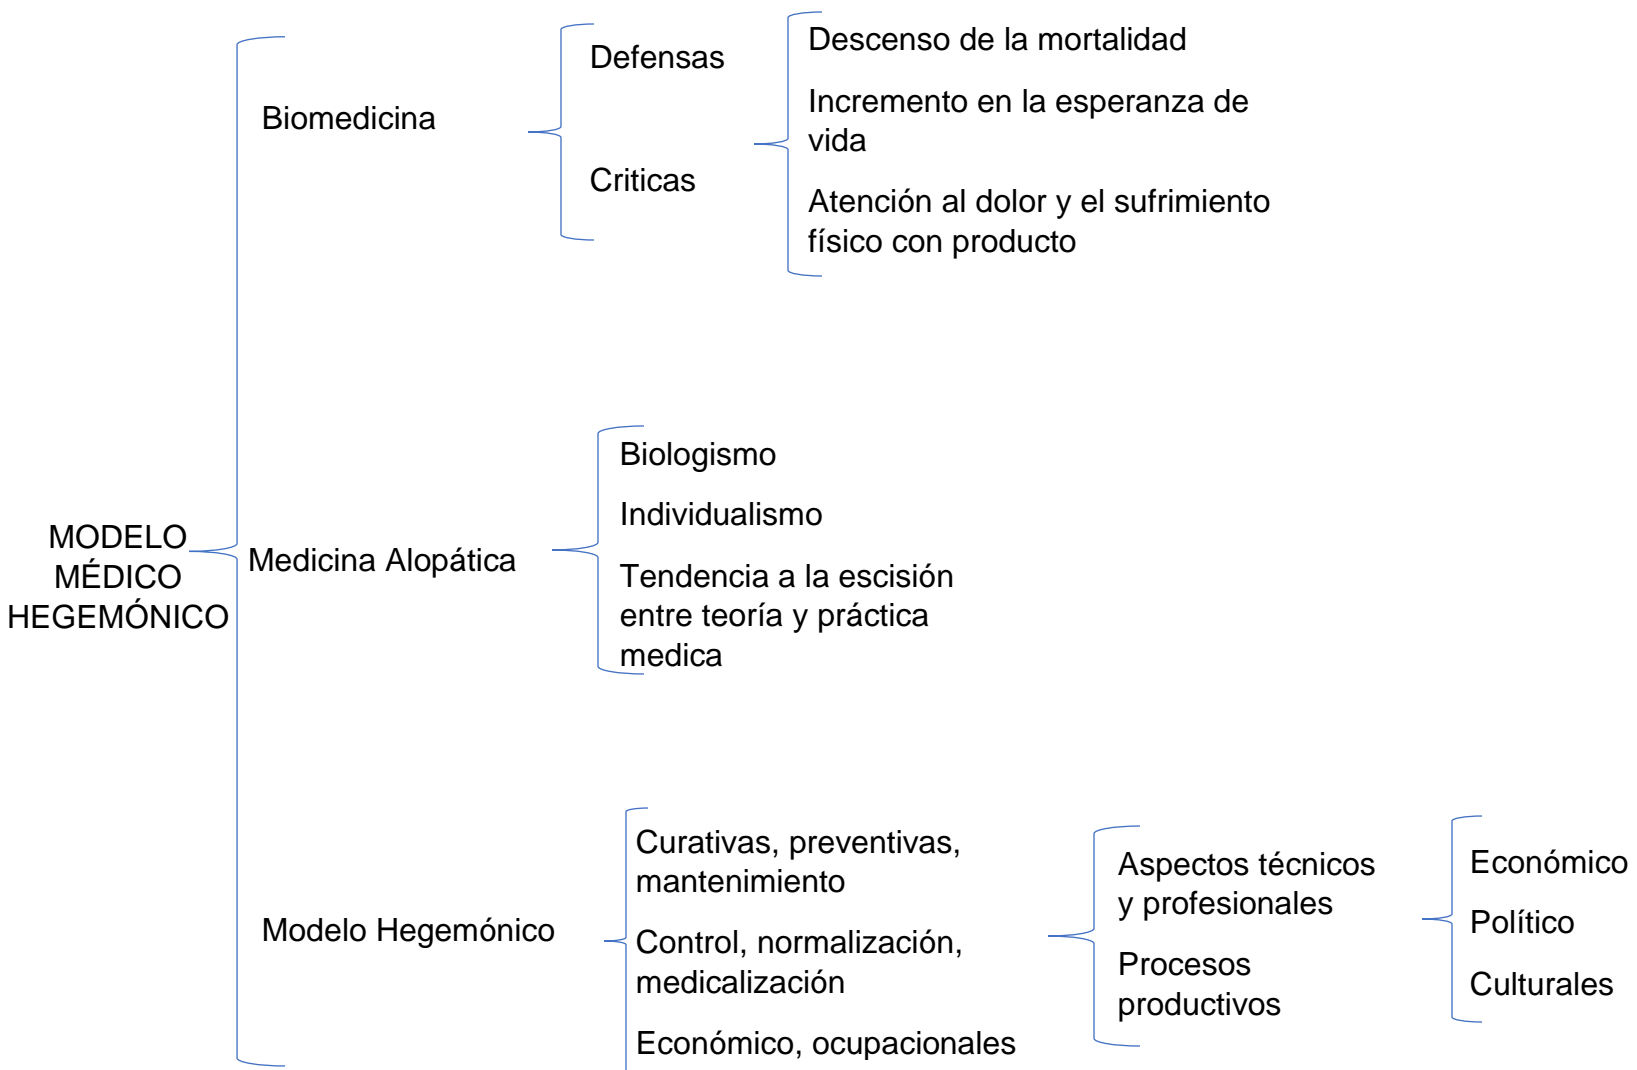 MODELO
MÉDICO
HEGEMÓNICO
Biomedicina
Defensas
Criticas
Descenso de la mortalidad
Incremento en la esperanza de
vida
Atención al dolor y el sufrimiento
físico con producto
Medicina Alopática
Biologismo
Individualismo
Tendencia a la escisión
entre teoría y práctica
medica
Modelo Hegemónico
Curativas, preventivas,
mantenimiento
Control, normalización,
medicalización
Económico, ocupacionales
Aspectos técnicos
y profesionales
Procesos
productivos
Económico
Político
Culturales